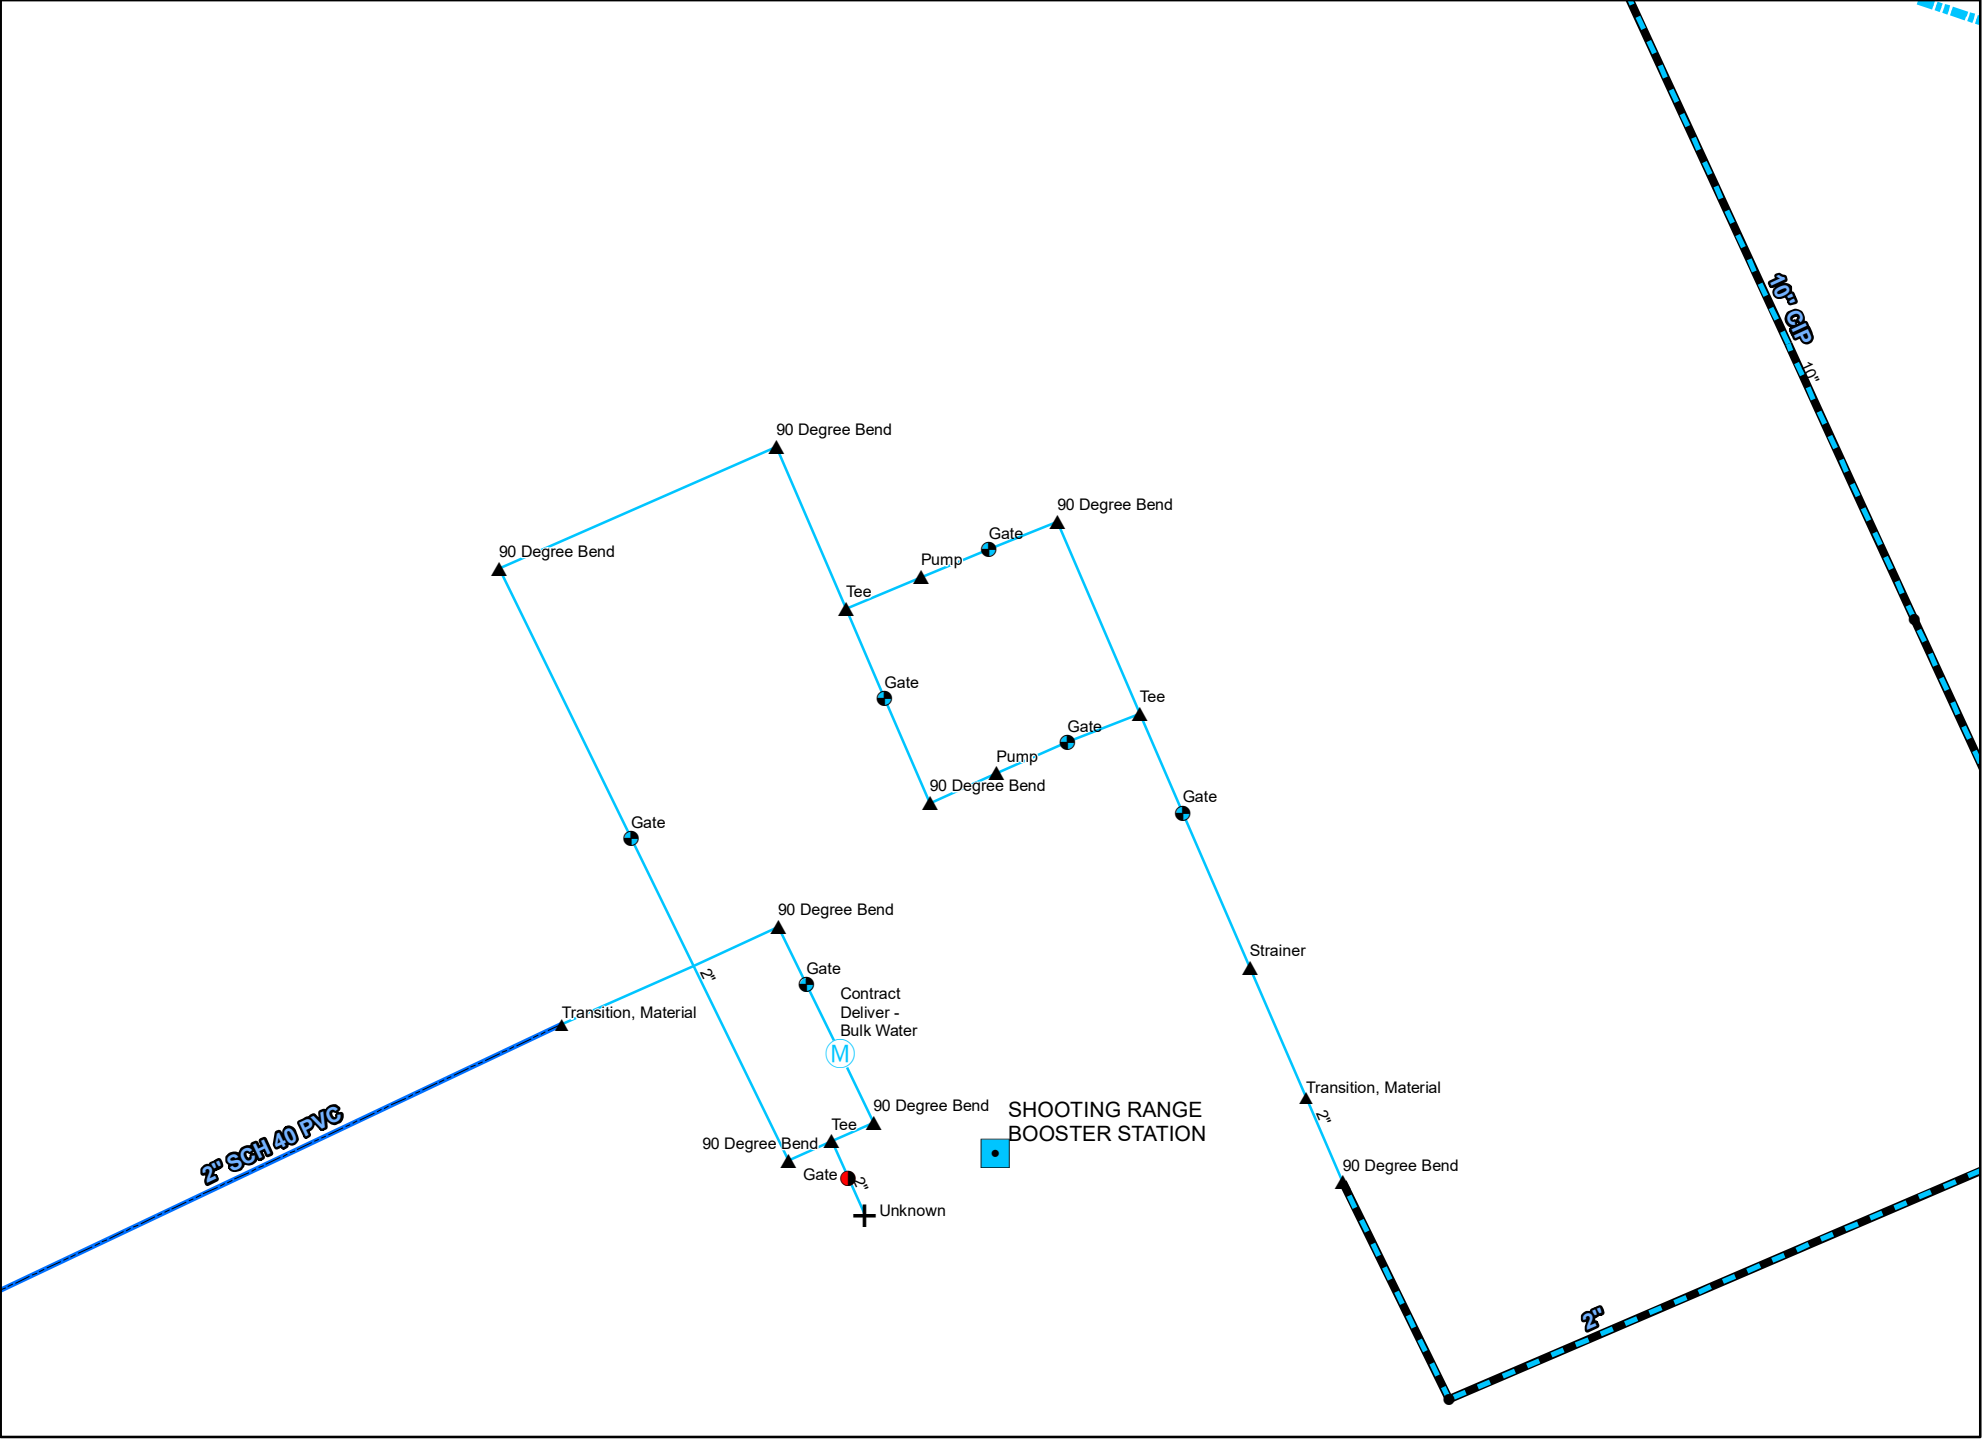 10" CIP
10"
90 Degree Bend
90 Degree Bend
Gate
90 Degree Bend
Pump
Tee
Gate
Tee
Gate
Pump
90 Degree Bend
Gate
Gate
90 Degree Bend
Strainer
Gate
2"
Contract
Deliver -
Bulk Water
M
Transition, Material
Transition, Material
2"
90 Degree Bend
SHOOTING RANGE
BOOSTER STATION
2" SCH 40 PVC
Tee
90 Degree Bend
90 Degree Bend
Gate
2"
Unknown
2"